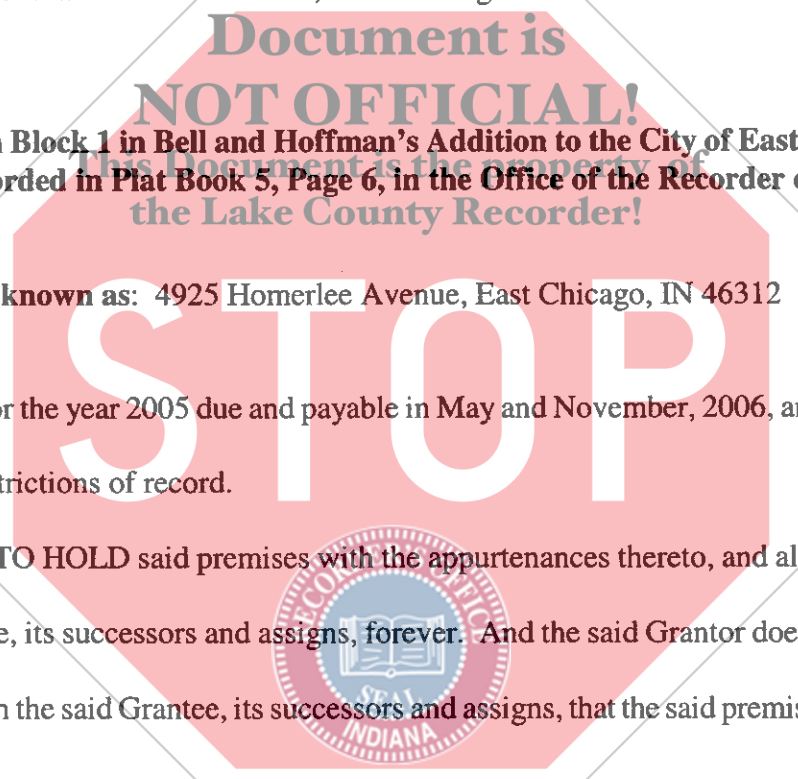 Document is
NOT OFFICIAL!
Block 1 in Bell and Hoffman's Addition to the City of East
This Document is the property of
in Plat Book 5, Page 6, in the Office of the Recorder
the Lake County Recorder!
known as: 4925 Homerlee Avenue, East Chicago, IN 46312
STOP
the year 2005 due and payable in May and November, 2006,
of record.
TO HOLD said premises with the appurtenances thereto, and
its successors and assigns, forever. And the said Grantor
the said Grantee, its successors and assigns, that the said
RECORDER'S OFFICE
SEAL
INDIANA